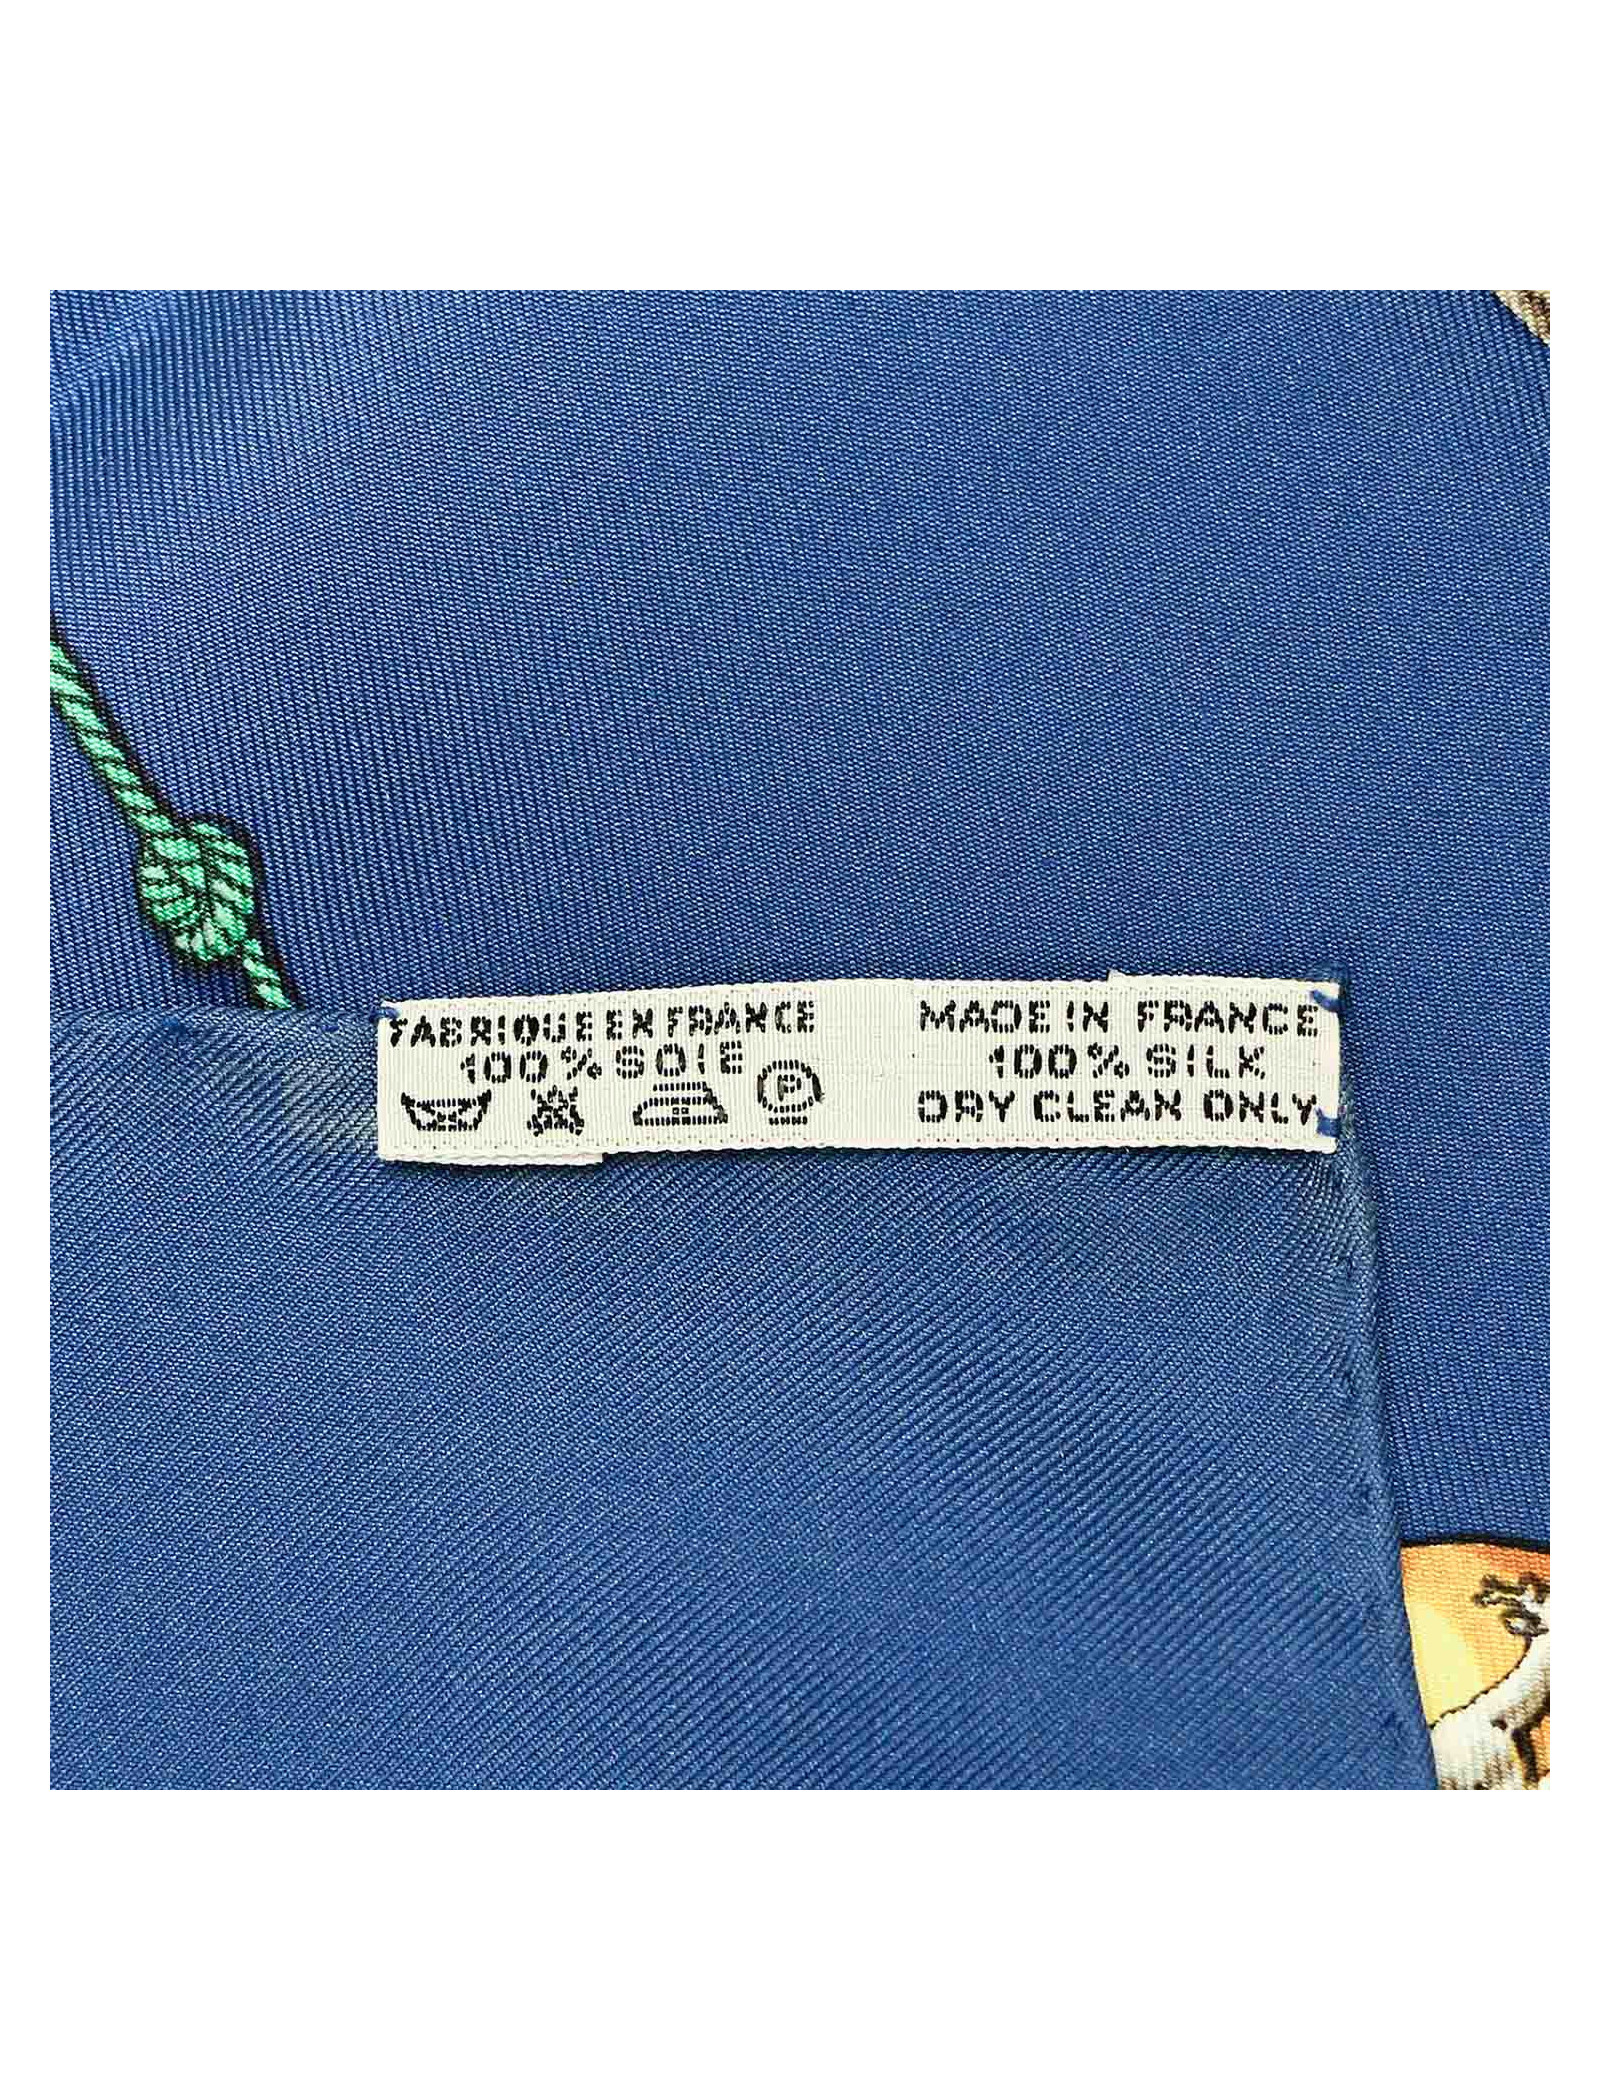 FABRIQUE EN FRANCE
100% SOIE
P
MADE IN FRANCE
100% SILK
DRY CLEAN ONLY